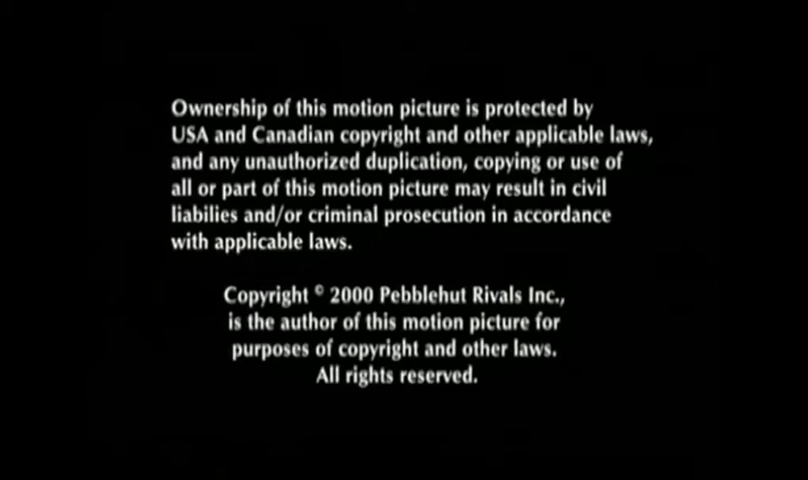 Ownership of this motion picture is protected by
USA and Canadian copyright and other applicable laws,
and any unauthorized duplication, copying or use of
all or part of this motion picture may result in civil
liabilies and/or criminal prosecution in accordance
with applicable laws.
Copyright © 2000 Pebblehut Rivals Inc.,
is the author of this motion picture for
purposes of copyright and other laws.
All rights reserved.